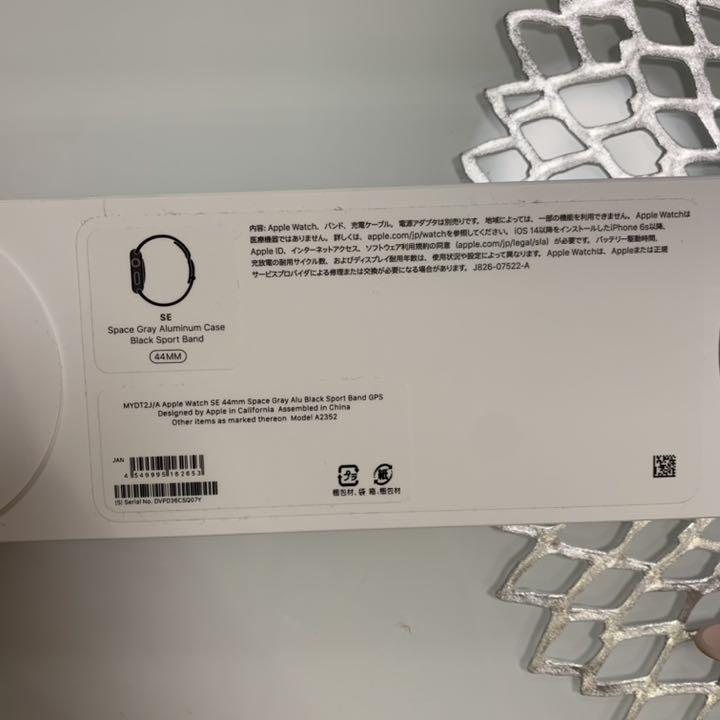 SE
Space Gray Aluminum Case
Black Sport Band
44MM
内容: Apple Watch、バンド、充電ケーブル。電源アダプタは別売りです。地域によっては、一部の機能を利用できません。Apple Watchは
医療機器ではありません。詳しくは、apple.com/jp/watchを参照してください。iOS 14以降をインストールしたiPhone 6s以降、
Apple ID、インターネットアクセス、ソフトウェア利用規約の同意（apple.com/jp/legal/sla）が必要です。バッテリー駆動時間、
充放電の耐用サイクル数、およびディスプレイ耐用年数は、使用状況や設定によって異なります。Apple Watchは、Appleまたは正規
サービスプロバイダによる修理または交換が必要になる場合があります。J826-07522-A
MYDT2J/A Apple Watch SE 44mm Space Gray Alu Black Sport Band GPS
Designed by Apple in California Assembled in China
Other items as marked thereon Model A2352
JAN
4 549995 162653
(S) Serial No. DVPD36CSQ07Y
プラ 紙
梱包材、袋 箱、梱包材